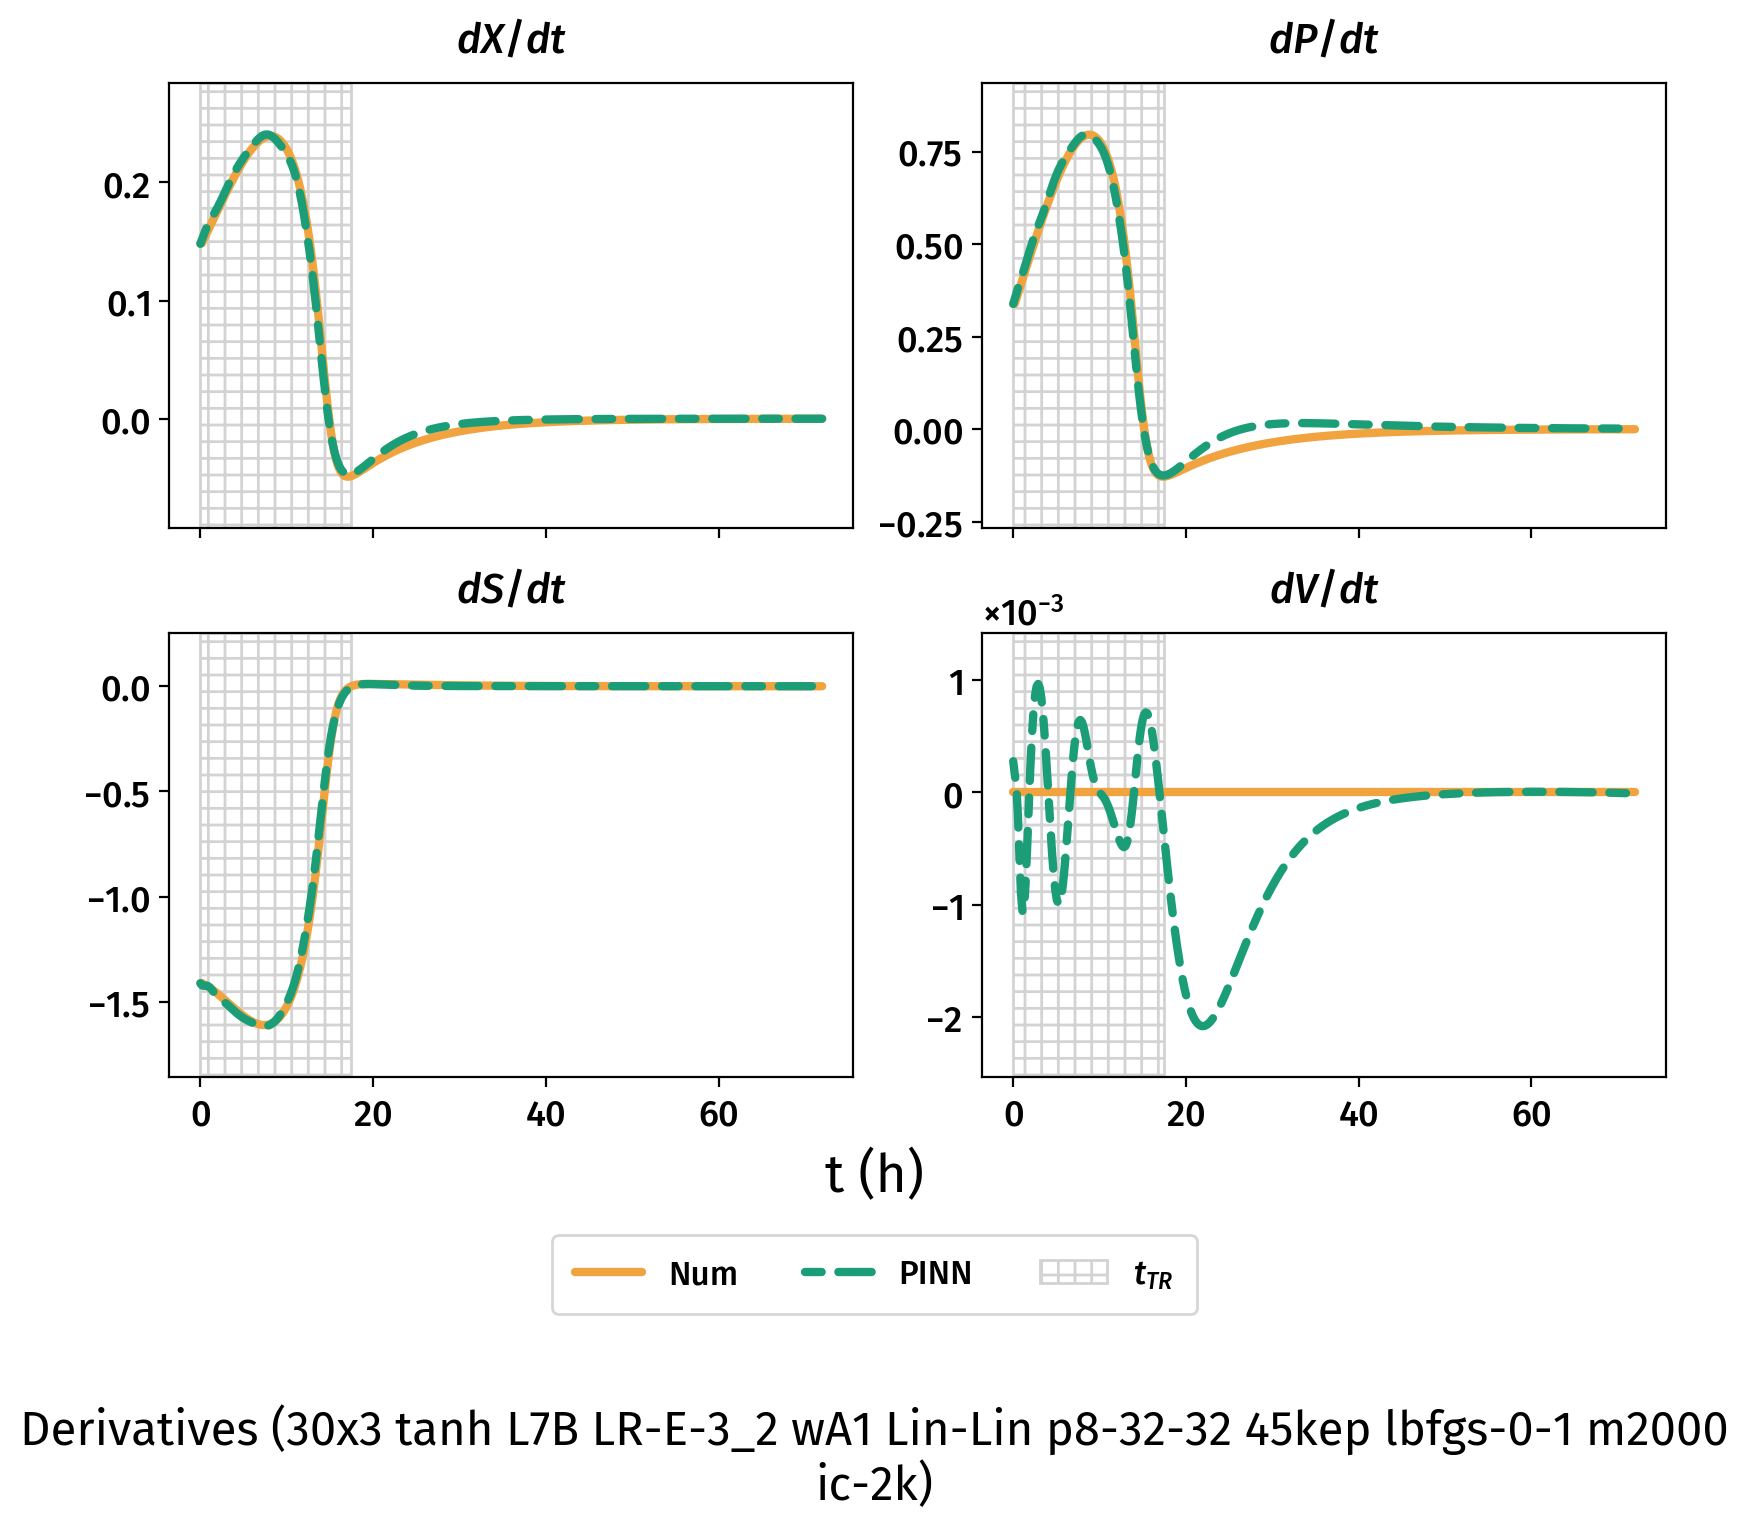 dX/dt
dP/dt
0.2
0.1
0.0
0.75
0.50
0.25
0.00
−0.25
dS/dt
dV/dt
×10⁻³
0.0
−0.5
−1.0
−1.5
1
0
−1
−2
0 20 40 60
0 20 40 60
t (h)
Num PINN t_TR
Derivatives (30x3 tanh L7B LR-E-3_2 wA1 Lin-Lin p8-32-32 45kep lbfgs-0-1 m2000
ic-2k)